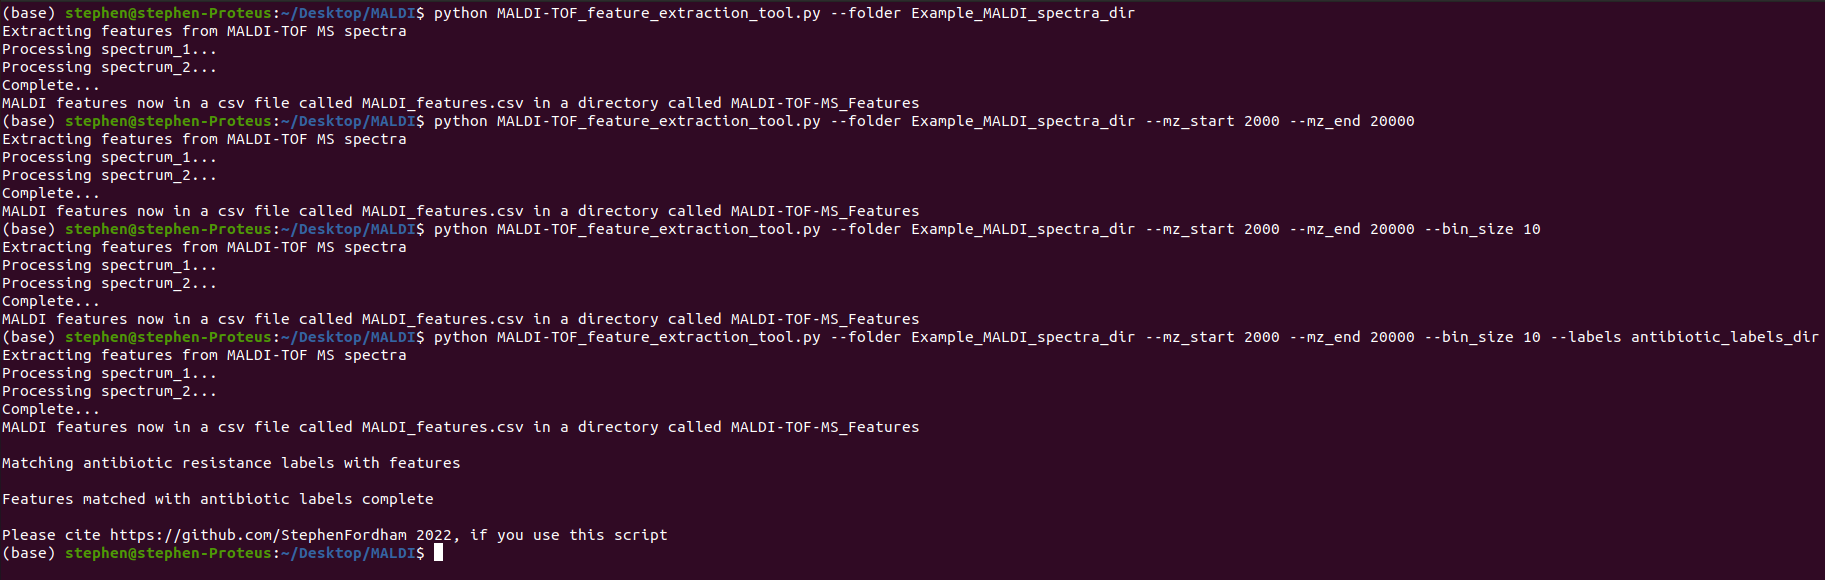 (base) stephen@stephen-Proteus:~/Desktop/MALDI$ python MALDI-TOF_feature_extraction_tool.py --folder Example_MALDI_spectra_dir
Extracting features from MALDI-TOF MS spectra
Processing spectrum_1...
Processing spectrum_2...
Complete...
MALDI features now in a csv file called MALDI_features.csv in a directory called MALDI-TOF-MS_Features
(base) stephen@stephen-Proteus:~/Desktop/MALDI$ python MALDI-TOF_feature_extraction_tool.py --folder Example_MALDI_spectra_dir --mz_start 2000 --mz_end 20000
Extracting features from MALDI-TOF MS spectra
Processing spectrum_1...
Processing spectrum_2...
Complete...
MALDI features now in a csv file called MALDI_features.csv in a directory called MALDI-TOF-MS_Features
(base) stephen@stephen-Proteus:~/Desktop/MALDI$ python MALDI-TOF_feature_extraction_tool.py --folder Example_MALDI_spectra_dir --mz_start 2000 --mz_end 20000 --bin_size 10
Extracting features from MALDI-TOF MS spectra
Processing spectrum_1...
Processing spectrum_2...
Complete...
MALDI features now in a csv file called MALDI_features.csv in a directory called MALDI-TOF-MS_Features
(base) stephen@stephen-Proteus:~/Desktop/MALDI$ python MALDI-TOF_feature_extraction_tool.py --folder Example_MALDI_spectra_dir --mz_start 2000 --mz_end 20000 --bin_size 10 --labels antibiotic_labels_dir
Extracting features from MALDI-TOF MS spectra
Processing spectrum_1...
Processing spectrum_2...
Complete...
MALDI features now in a csv file called MALDI_features.csv in a directory called MALDI-TOF-MS_Features
Matching antibiotic resistance labels with features
Features matched with antibiotic labels complete
Please cite https://github.com/StephenFordham 2022, if you use this script
(base) stephen@stephen-Proteus:~/Desktop/MALDI$